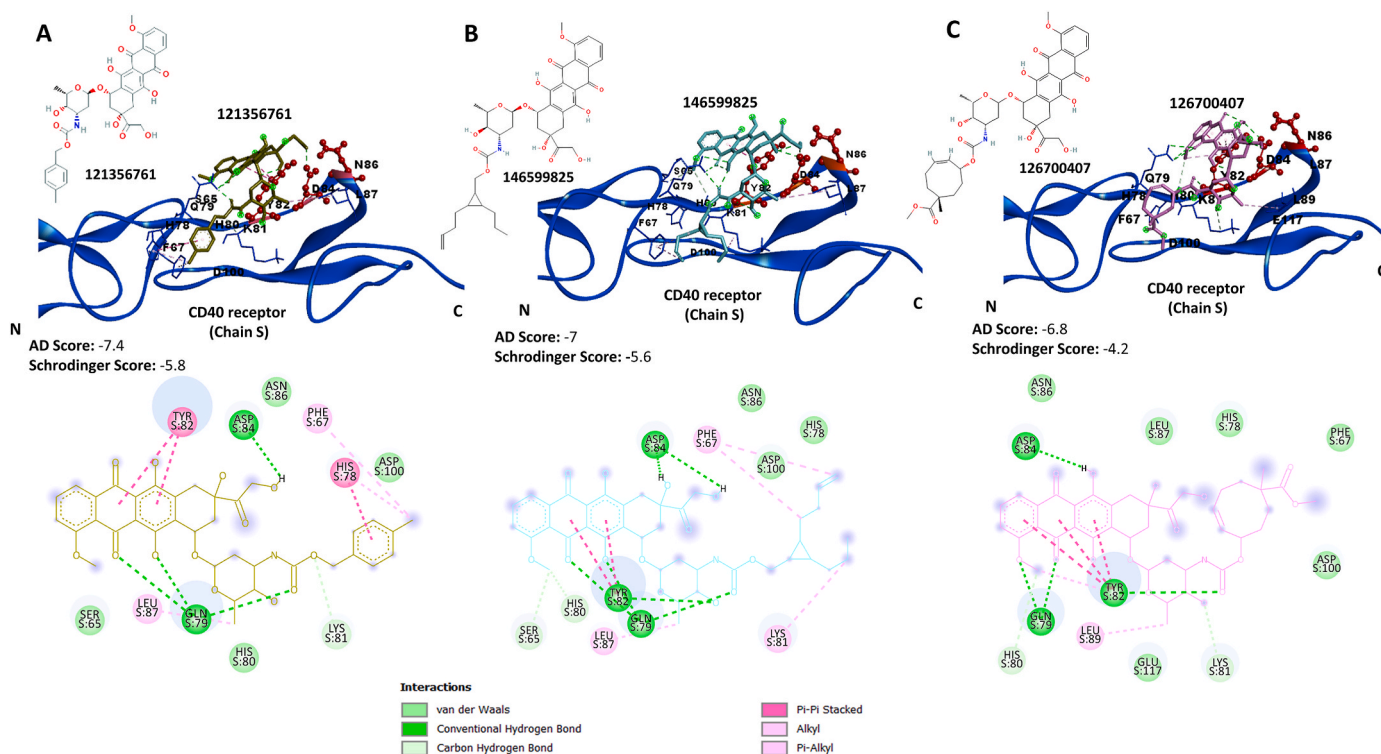 A
121356761
121356761
N86
D84
L87
S65
Q79
Y82
H78
H80
K81
F67
D100
CD40 receptor
(Chain S)
N
C
AD Score: -7.4
Schrodinger Score: -5.8
B
146599825
146599825
N86
S65
Q79
Y82
D84
L87
H78
K81
F67
D100
CD40 receptor
(Chain S)
N
C
AD Score: -7
Schrodinger Score: -5.6
C
126700407
126700407
N86
D84
L87
Q79
82
H78
L89
F67
E117
D100
CD40 receptor
(Chain S)
N
C
AD Score: -6.8
Schrodinger Score: -4.2
ASN
S:86
TYR
S:82
ASP
S:84
PHE
S:67
HIS
S:78
ASP
S:100
SER
S:65
LEU
S:87
GLN
S:79
HIS
S:80
LYS
S:81
ASN
S:86
ASP
S:84
PHE
S:67
HIS
S:78
ASP
S:100
TYR
S:82
HIS
S:80
GLN
S:79
SER
S:65
LEU
S:87
LYS
S:81
ASN
S:86
ASP
S:84
LEU
S:87
HIS
S:78
PHE
S:67
ASP
S:100
TYR
S:82
GLN
S:79
LEU
S:89
HIS
S:80
GLU
S:117
LYS
S:81
Interactions
van der Waals
Conventional Hydrogen Bond
Carbon Hydrogen Bond
Pi-Pi Stacked
Alkyl
Pi-Alkyl